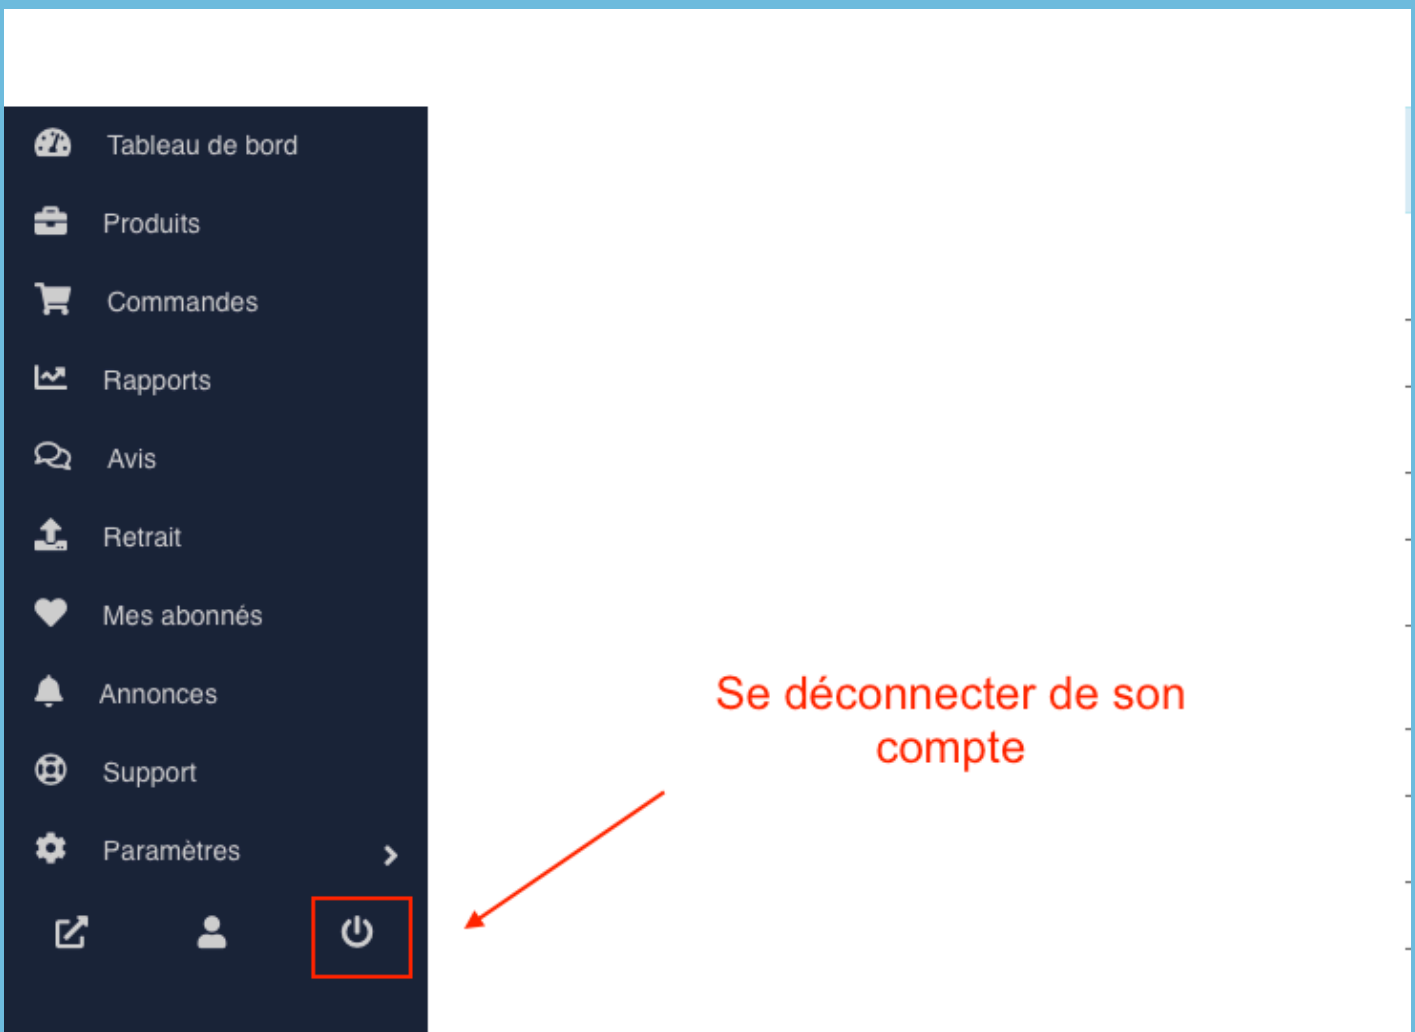 Tableau de bord
Produits
Commandes
Rapports
Avis
Retrait
Mes abonnés
Annonces
Support
Paramètres
Se déconnecter de son
compte